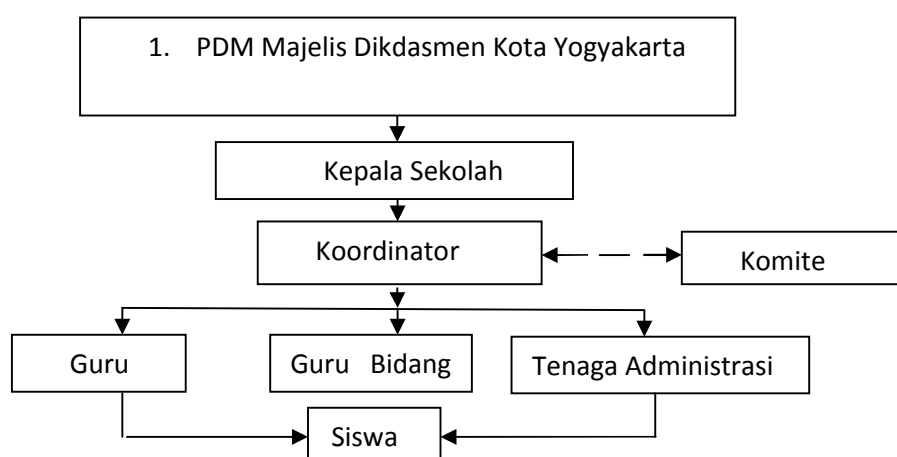 1. PDM Majelis Dikdasmen Kota Yogyakarta
Kepala Sekolah
Koordinator
Komite
Guru
Guru Bidang
Tenaga Administrasi
Siswa